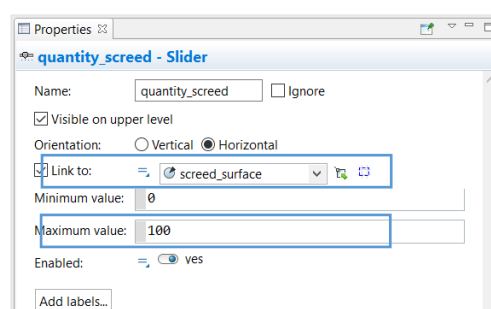 Properties
quantity_screed - Slider
Name: quantity_screed Ignore
Visible on upper level
Orientation: Vertical Horizontal
Link to: screed_surface
Minimum value: 0
Maximum value: 100
Enabled: yes
Add labels...